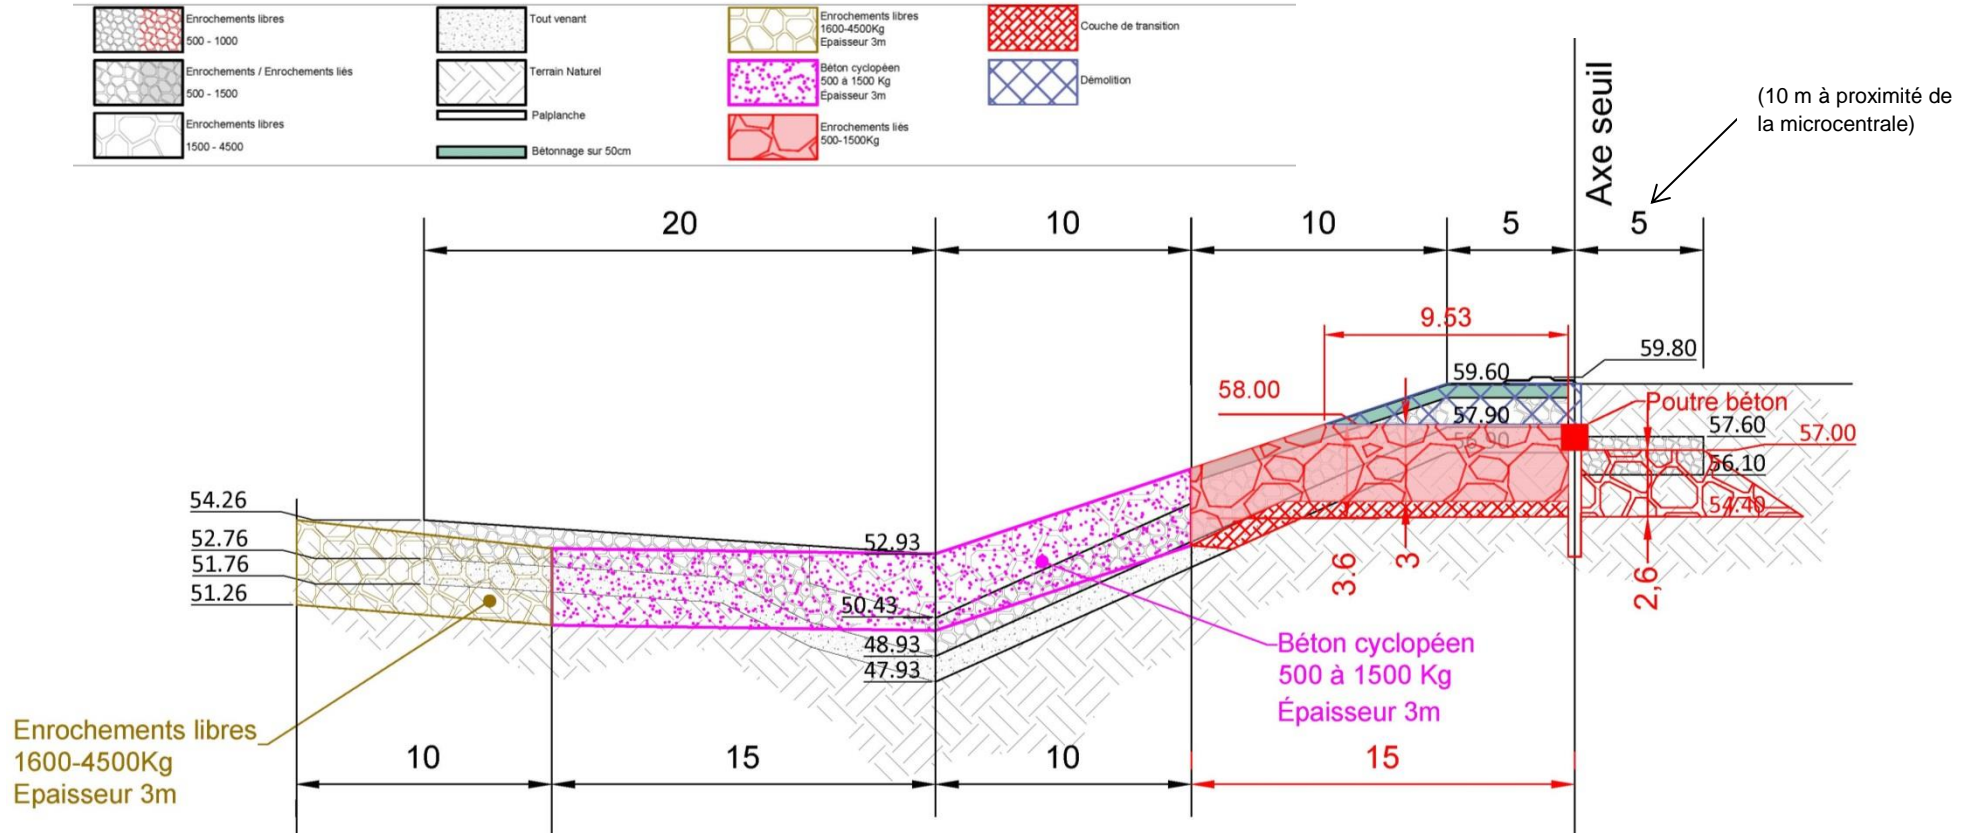 Enrochements libres
500 - 1000
Enrochements / Enrochements liés
500 - 1500
Enrochements libres
1500 - 4500
Tout venant
Terrain Naturel
Palplanche
Bétonnage sur 50cm
Enrochements libres
1600-4500Kg
Epaisseur 3m
Béton cyclopéen
500 à 1500 Kg
Épaisseur 3m
Enrochements liés
500-1500Kg
Couche de transition
Démolition
Axe seuil
(10 m à proximité de
la microcentrale)
20
10
10
5
5
9.53
59.80
59.60
58.00
57.90
Poutre béton
57.60
57.00
56.10
54.40
54.26
52.76
51.76
51.26
52.93
50.43
48.93
47.93
3.6
3
2,6
Béton cyclopéen
500 à 1500 Kg
Épaisseur 3m
Enrochements libres
1600-4500Kg
Epaisseur 3m
10
15
10
15